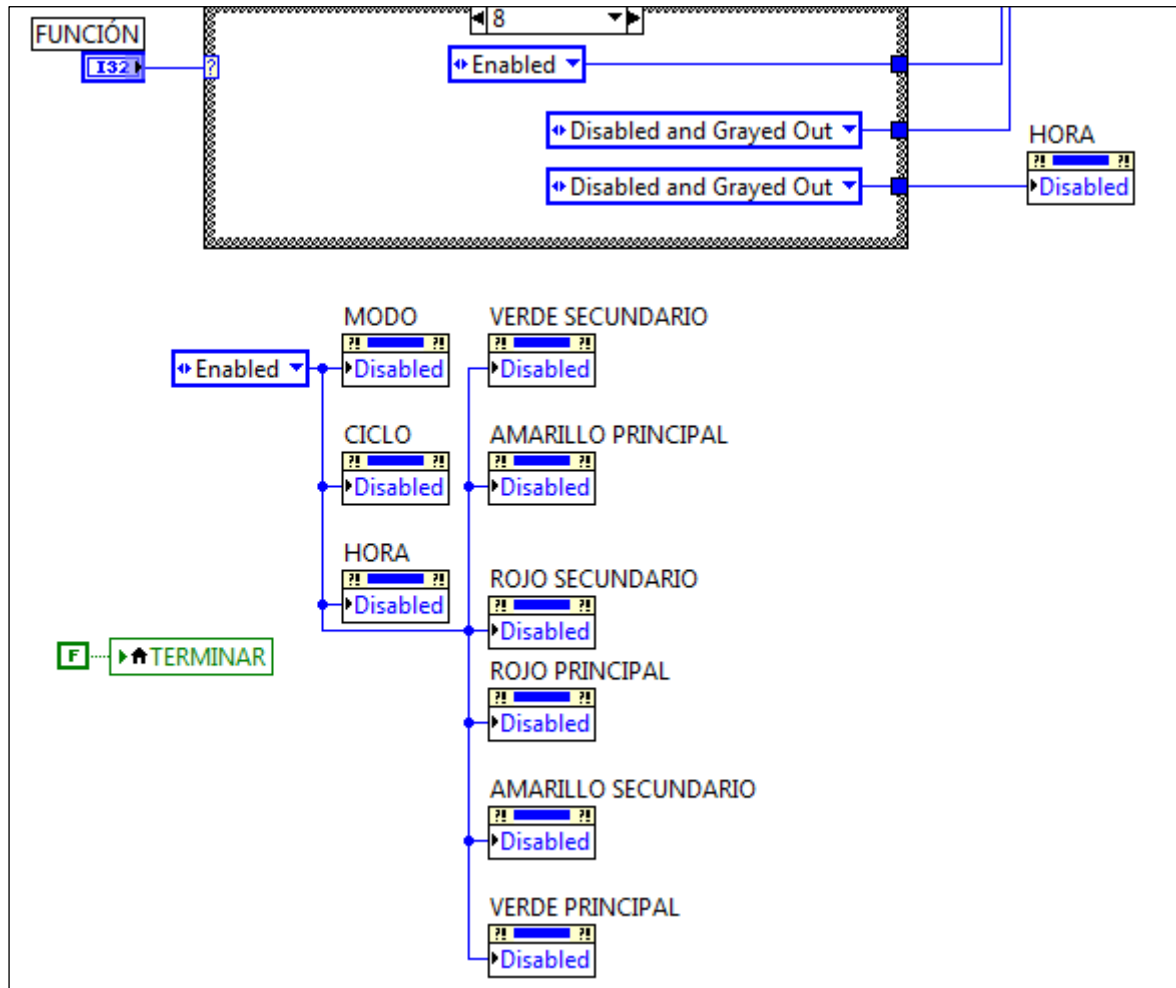 8
FUNCIÓN
I32
?
Enabled
Disabled and Grayed Out
HORA
?! ?!
Disabled
Disabled and Grayed Out
MODO
VERDE SECUNDARIO
?! ?!
?! ?!
Enabled
Disabled
Disabled
CICLO
AMARILLO PRINCIPAL
?! ?!
?! ?!
Disabled
Disabled
HORA
?! ?!
Disabled
ROJO SECUNDARIO
?! ?!
Disabled
F
TERMINAR
ROJO PRINCIPAL
?! ?!
Disabled
AMARILLO SECUNDARIO
?! ?!
Disabled
VERDE PRINCIPAL
?! ?!
Disabled